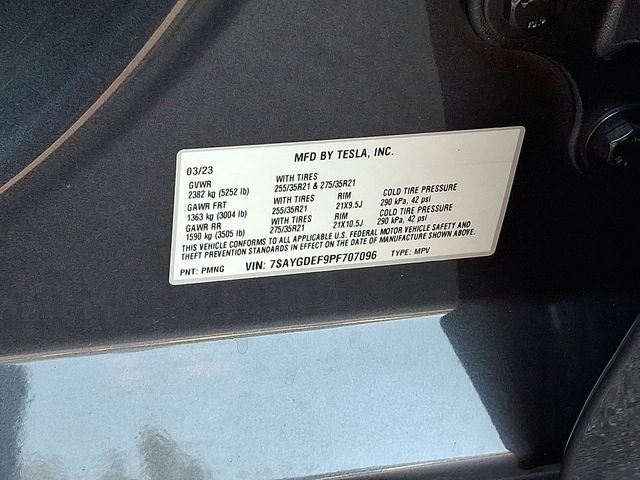 MFD BY TESLA, INC.
03/23
GVWR WITH TIRES
2382 kg (5252 lb) 255/35R21 & 275/35R21
GAWR FRT WITH TIRES RIM COLD TIRE PRESSURE
1363 kg (3004 lb) 255/35R21 21X9.5J 290 kPa, 42 psi
GAWR RR WITH TIRES RIM COLD TIRE PRESSURE
1590 kg (3505 lb) 275/35R21 21X10.5J 290 kPa, 42 psi
THIS VEHICLE CONFORMS TO ALL APPLICABLE U.S. FEDERAL MOTOR VEHICLE SAFETY AND
THEFT PREVENTION STANDARDS IN EFFECT ON THE DATE OF MANUFACTURE SHOWN ABOVE.
PNT: PMNG VIN: 7SAYGDEF9PF707096 TYPE: MPV